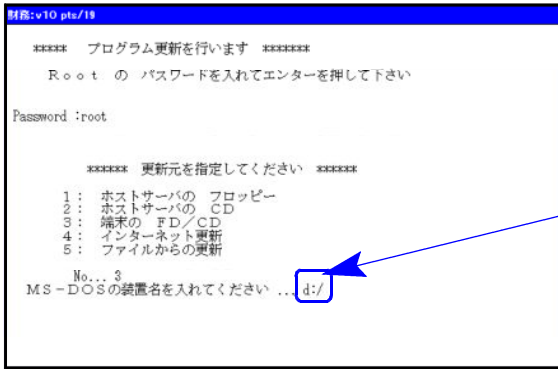 財務:v10 pts/19
***** プログラム更新を行います *******
Ｒｏｏｔ の パスワードを入れてエンターを押して下さい
Password :root
****** 更新元を指定してください ******
１： ホストサーバの フロッピー
２： ホストサーバの ＣＤ
３： 端末の ＦＤ／ＣＤ
４： インターネット更新
５： ファイルからの更新
No... 3
ＭＳ－ＤＯＳの装置名を入れてください ... d:/